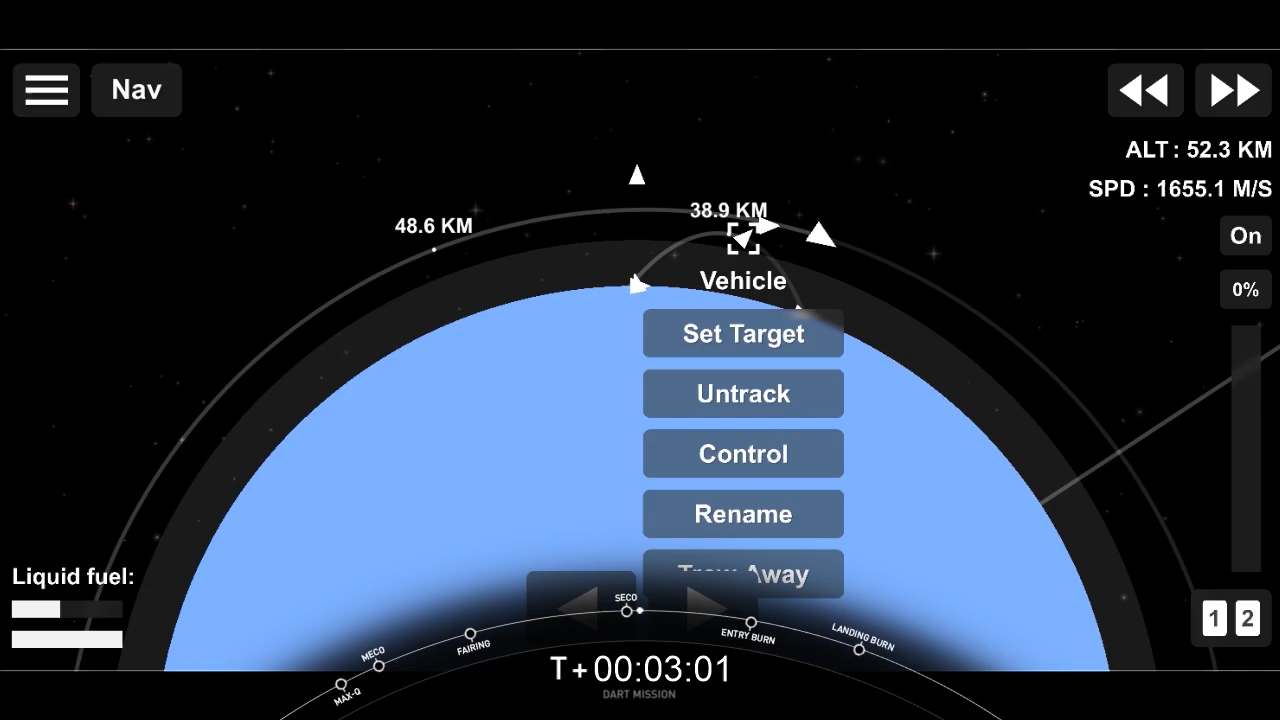 Nav
ALT : 52.3 KM
SPD : 1655.1 M/S
On
0%
48.6 KM
38.9 KM
Vehicle
Set Target
Untrack
Control
Rename
Trow Away
Liquid fuel:
1 2
MAX-Q
MECO
FAIRING
SECO
ENTRY BURN
LANDING BURN
T+00:03:01
DART MISSION